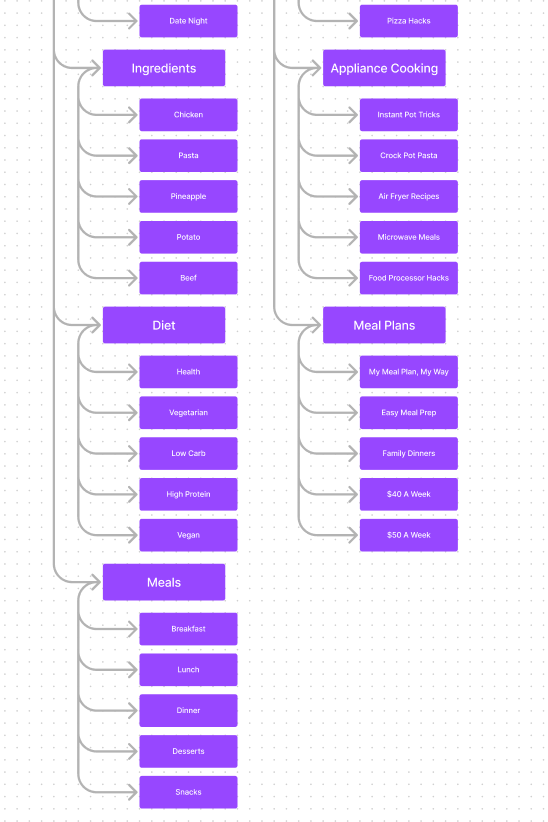 Date Night
Ingredients
Chicken
Pasta
Pineapple
Potato
Beef
Diet
Health
Vegetarian
Low Carb
High Protein
Vegan
Meals
Breakfast
Lunch
Dinner
Desserts
Snacks
Pizza Hacks
Appliance Cooking
Instant Pot Tricks
Crock Pot Pasta
Air Fryer Recipes
Microwave Meals
Food Processor Hacks
Meal Plans
My Meal Plan, My Way
Easy Meal Prep
Family Dinners
$40 A Week
$50 A Week